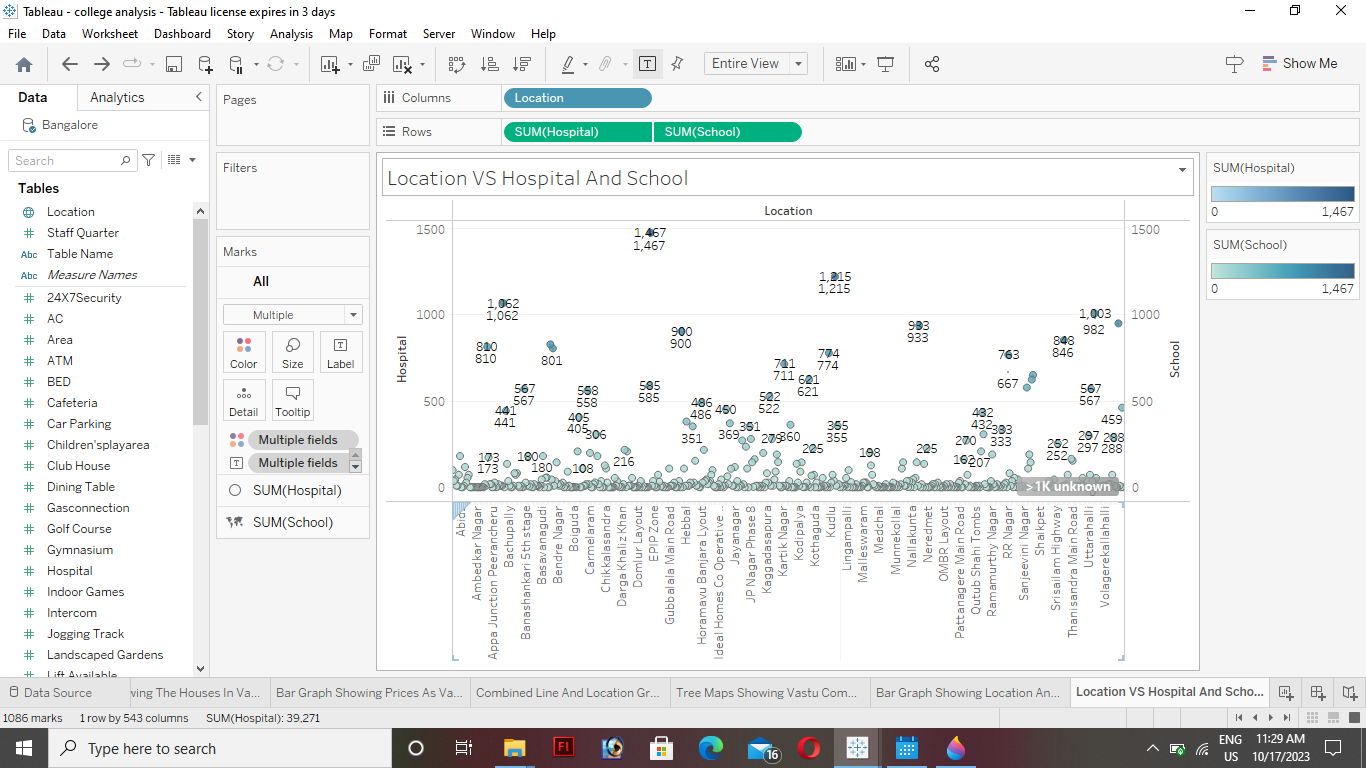 Tableau - college analysis - Tableau license expires in 3 days
File Data Worksheet Dashboard Story Analysis Map Format Server Window Help
Entire View
Show Me
Data Analytics
Bangalore
Search
Tables
Location
Staff Quarter
Abc Table Name
Abc Measure Names
24X7Security
AC
Area
ATM
BED
Cafeteria
Car Parking
Children'splayarea
Club House
Dining Table
Gasconnection
Golf Course
Gymnasium
Hospital
Indoor Games
Intercom
Jogging Track
Landscaped Gardens
Lift Available
Pages
Filters
Marks
All
Multiple
Color Size Label
Detail Tooltip
Multiple fields
Multiple fields
SUM(Hospital)
SUM(School)
Columns Location
Rows SUM(Hospital) SUM(School)
Location VS Hospital And School
Location
Hospital
1500
1000
500
0
1,467
1,467
1,215
1,215
1,062
1,062
1,003
982
933
933
900
900
810
810
801
848
846
774
774
763
667
711
711
621
621
585
585
567
567
558
558
567
567
522
522
486
486
450
369
441
441
405
405
432
432
459
351
351
360
355
355
333
333
306
279
270
162
207
297
297
288
288
252
252
225
225
216
198
180
180
173
173
108
>1K unknown
1500
1000
500
0
School
Abids
Ambedkar Nagar
Appa Junction Peerancheru
Bachupally
Banashankari 5th stage
Basavanagudi
Bendre Nagar
Boiguda
Carmelaram
Chikkalasandra
Darga Khaliz Khan
Domlur Layout
EPIP Zone
Gubbalala Main Road
Hebbal
Horamavu Banjara Lyout
Ideal Homes Co Operative ..
Jayanagar
JP Nagar Phase 8
Kaggadasapura
Kartik Nagar
Kodipalya
Kothaguda
Kudlu
Lingampalli
Malleswaram
Medchal
Munnekollal
Nallakunta
Neredmet
OMBR Layout
Pattanagere Main Road
Qutub Shahi Tombs
Ramamurthy Nagar
RR Nagar
Sanjeevini Nagar
Shaikpet
Srisailam Highway
Thanisandra Main Road
Uttarahalli
Volagerekallahalli
SUM(Hospital)
0 1,467
SUM(School)
0 1,467
Data Source
ving The Houses In Va...
Bar Graph Showing Prices As Va...
Combined Line And Location Gr...
Tree Maps Showing Vastu Com...
Bar Graph Showing Location An...
Location VS Hospital And Scho...
1086 marks 1 row by 543 columns SUM(Hospital): 39,271
Type here to search
Fl
16
ENG
US
11:29 AM
10/17/2023